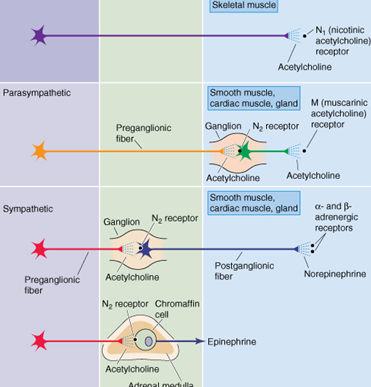 Skeletal muscle
N₁ (nicotinic
acetylcholine)
receptor
Acetylcholine
Parasympathetic
Smooth muscle,
cardiac muscle, gland
M (muscarinic
acetylcholine)
receptor
Preganglionic
fiber
Ganglion
N₂ receptor
Acetylcholine
Acetylcholine
Sympathetic
Smooth muscle,
cardiac muscle, gland
α- and β-
adrenergic
receptors
Ganglion
N₂ receptor
Preganglionic
fiber
Acetylcholine
Postganglionic
fiber
Norepinephrine
N₂ receptor
Chromaffin
cell
Epinephrine
Acetylcholine
Adrenal medulla